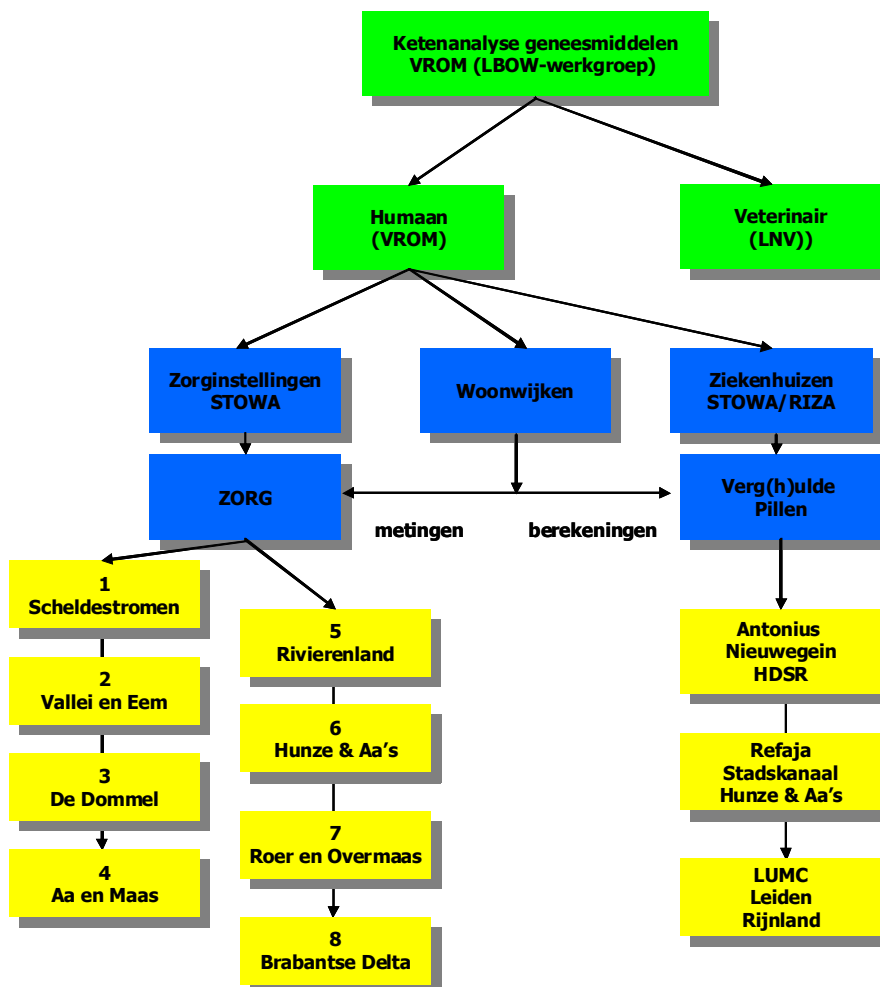 Ketenanalyse geneesmiddelen
VROM (LBOW-werkgroep)
Humaan
(VROM)
Veterinair
(LNV))
Zorginstellingen
STOWA
Woonwijken
Ziekenhuizen
STOWA/RIZA
ZORG
Verg(h)ulde
Pillen
metingen
berekeningen
1
Scheldestromen
2
Vallei en Eem
3
De Dommel
4
Aa en Maas
5
Rivierenland
6
Hunze & Aa’s
7
Roer en Overmaas
8
Brabantse Delta
Antonius
Nieuwegein
HDSR
Refaja
Stadskanaal
Hunze & Aa’s
LUMC
Leiden
Rijnland